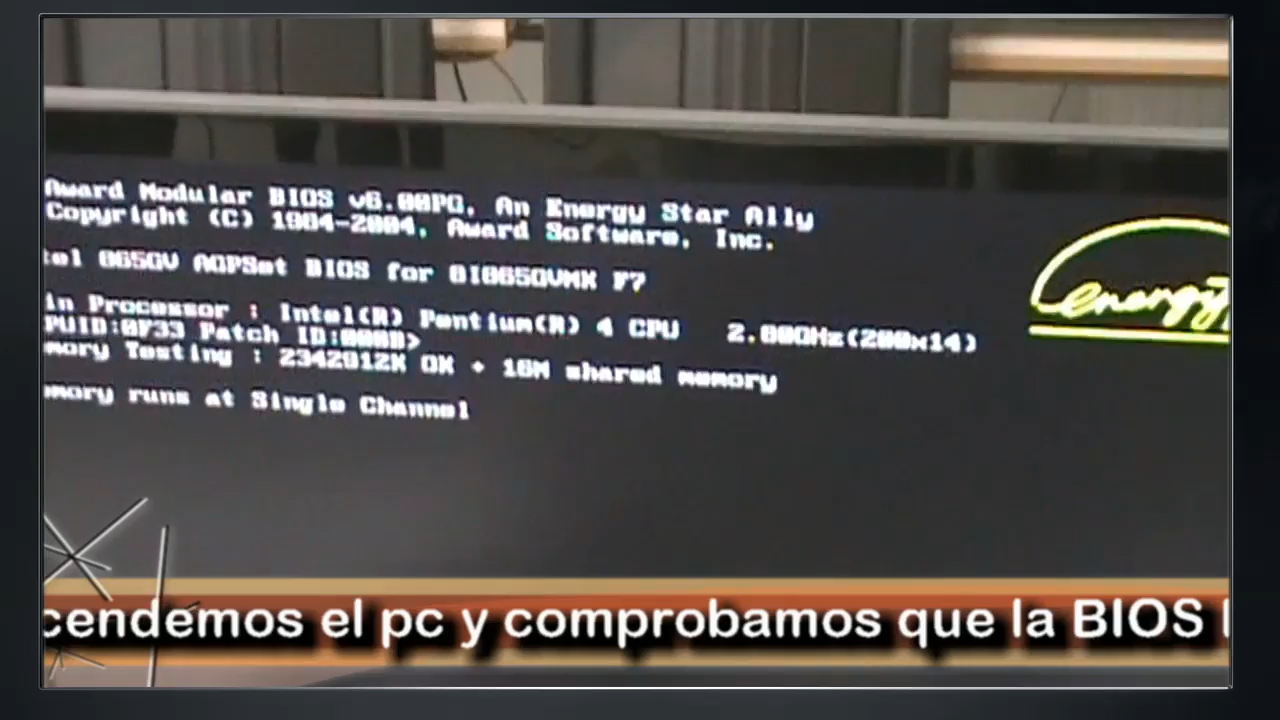 Award Modular BIOS v6.00PG, An Energy Star Ally
Copyright (C) 1984-2004, Award Software, Inc.
tel 865GV AGPSet BIOS for 8I865GVMK F7
in Processor : Intel(R) Pentium(R) 4 CPU 2.80GHz(200x14)
PUID:0F33 Patch ID:0000>
mory Testing : 2342912K OK + 16M shared memory
mory runs at Single Channel
energy
cendemos el pc y comprobamos que la BIOS